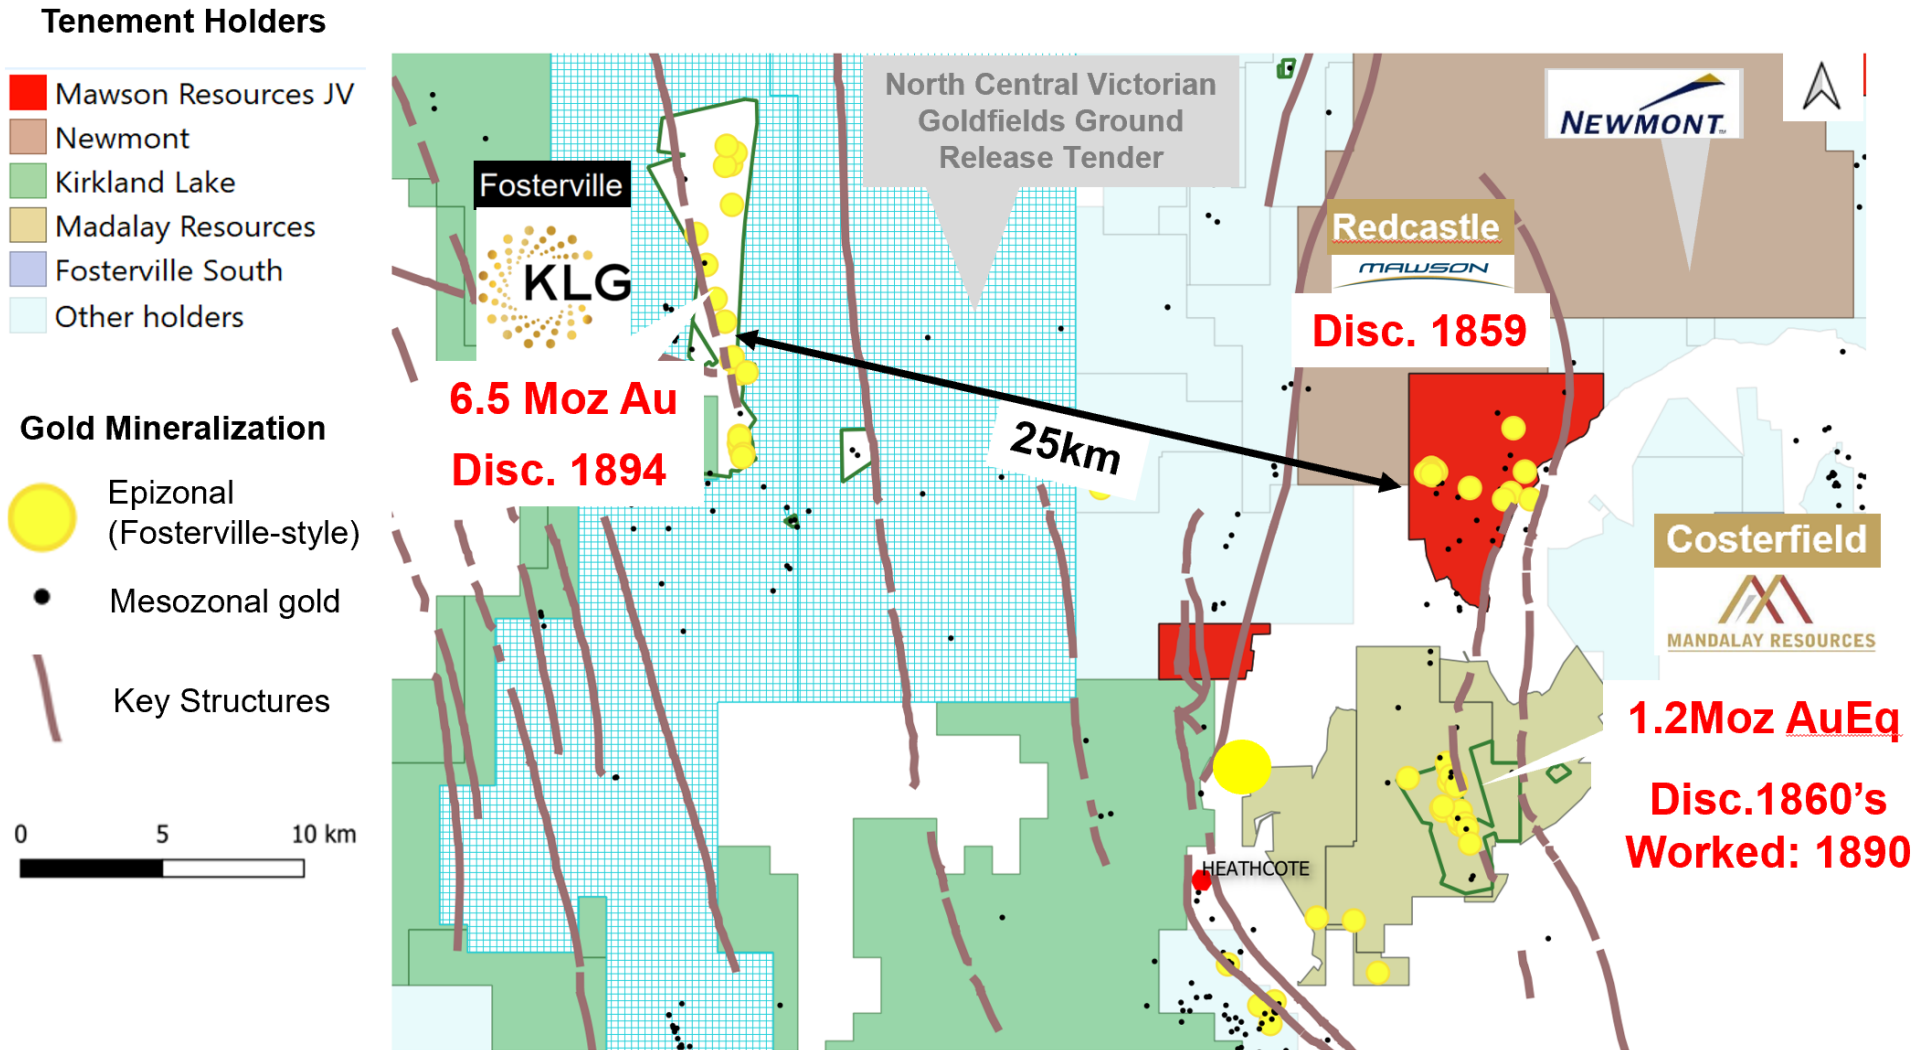 Tenement Holders
Mawson Resources JV
Newmont
Kirkland Lake
Madalay Resources
Fosterville South
Other holders
Gold Mineralization
Epizonal
(Fosterville-style)
Mesozonal gold
Key Structures
0 5 10 km
Fosterville
KLG
6.5 Moz Au
Disc. 1894
North Central Victorian
Goldfields Ground
Release Tender
25km
NEWMONT™
Redcastle
MAWSON
Disc. 1859
Costerfield
MANDALAY RESOURCES
1.2Moz AuEq
Disc.1860's
Worked: 1890
HEATHCOTE